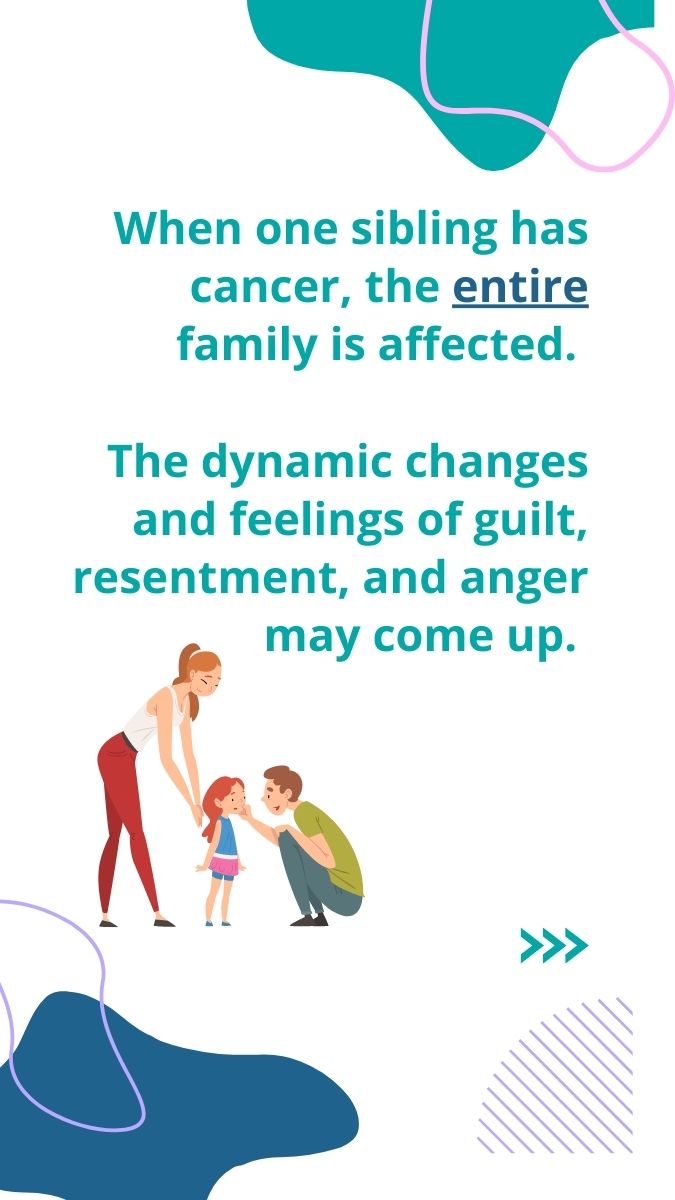 When one sibling has
cancer, the entire
family is affected.
The dynamic changes
and feelings of guilt,
resentment, and anger
may come up.